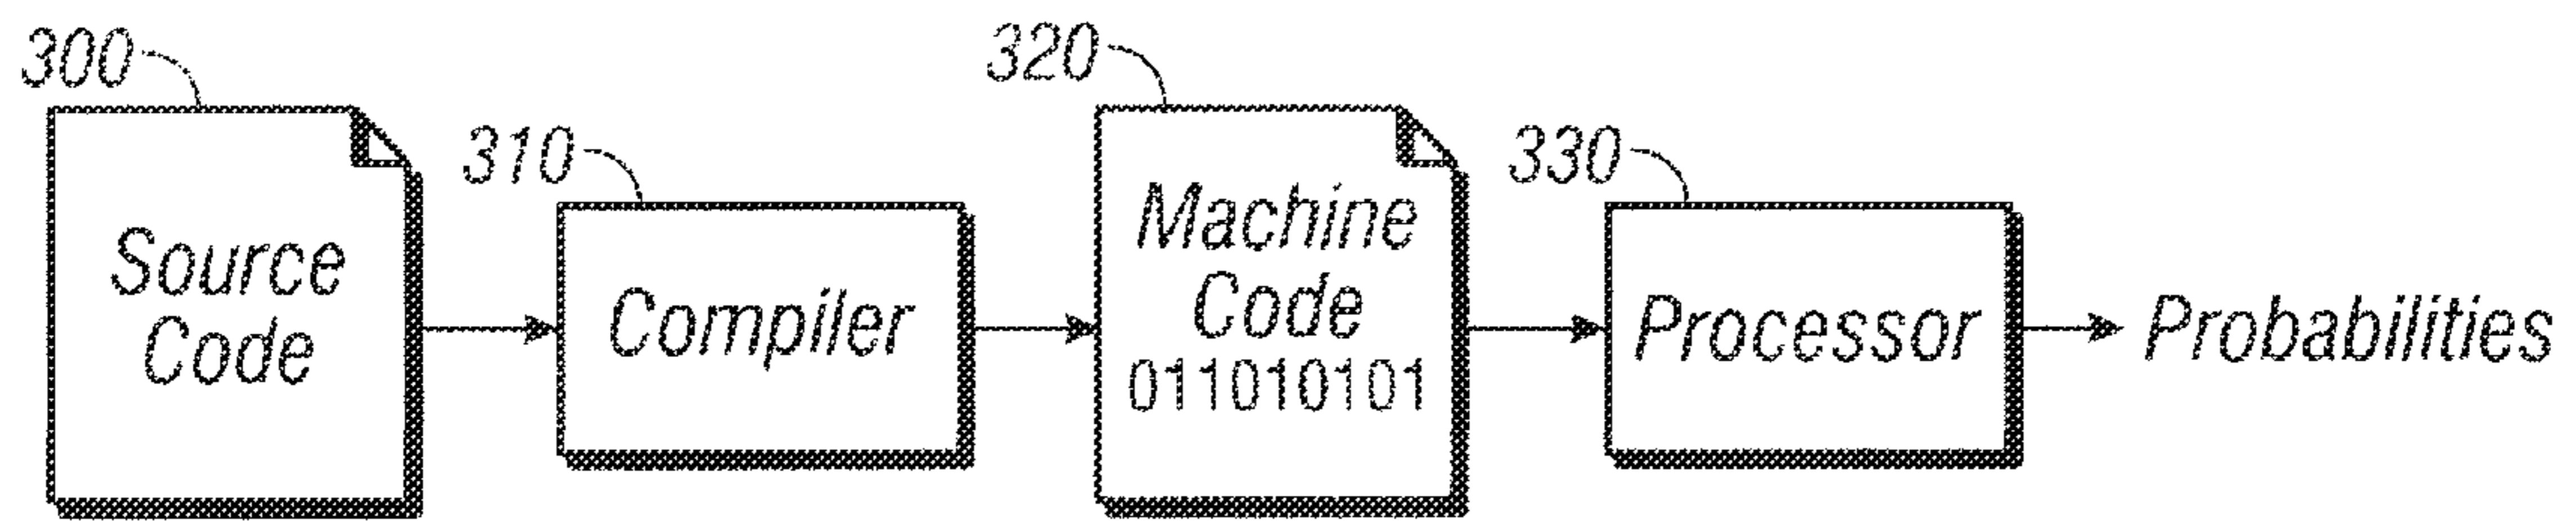 300
Source
Code
310
Compiler
320
Machine
Code
011010101
330
Processor
Probabilities